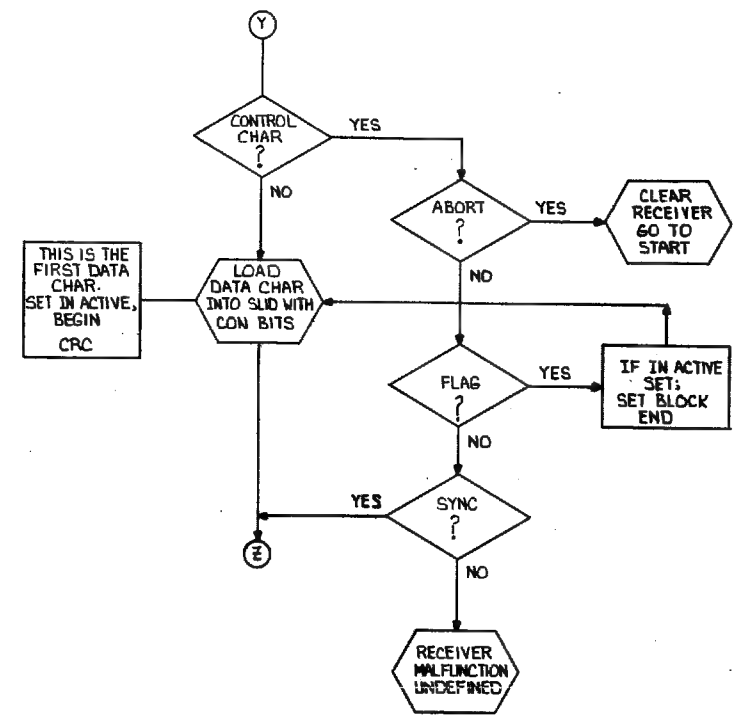 Y
CONTROL
CHAR
?
YES
NO
ABORT
?
YES
NO
CLEAR
RECEIVER
GO TO
START
THIS IS THE
FIRST DATA
CHAR.
SET IN ACTIVE,
BEGIN
CRC
LOAD
DATA CHAR
INTO SLID WITH
CON BITS
FLAG
?
YES
NO
IF IN ACTIVE
SET;
SET BLOCK
END
SYNC
?
YES
NO
Z
RECEIVER
MALFUNCTION
UNDEFINED